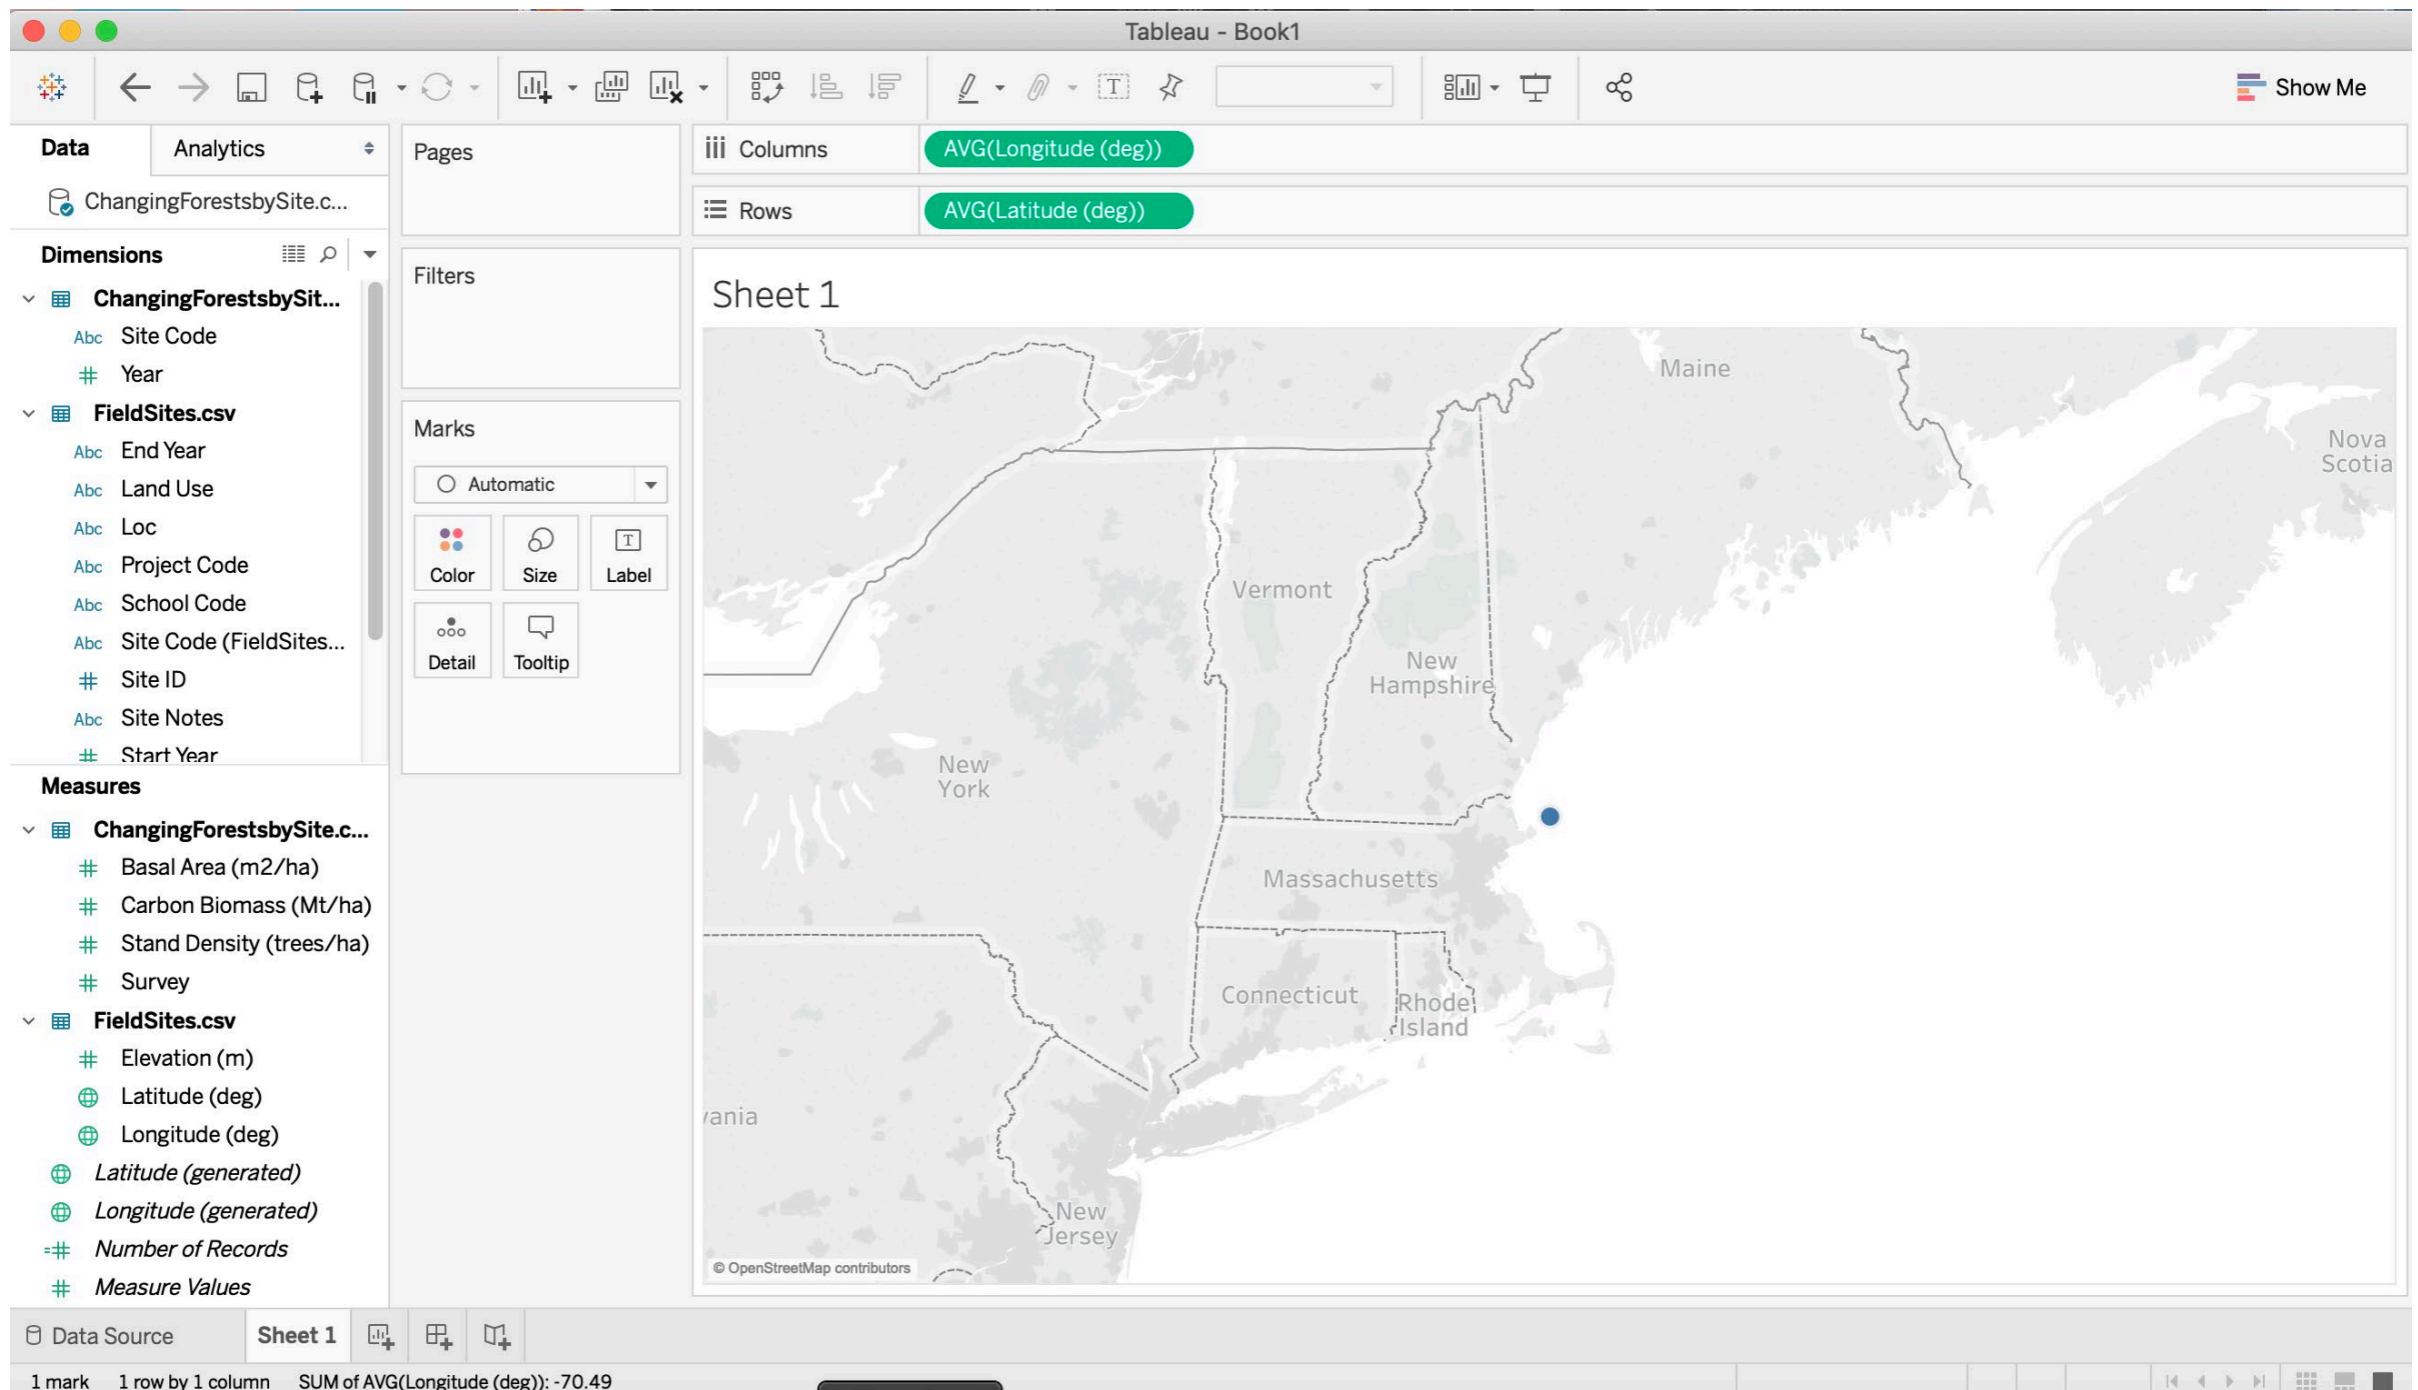 Tableau - Book1
Show Me
Data
Analytics
ChangingForestsbySite.c...
Dimensions
ChangingForestsbySit...
Abc Site Code
# Year
FieldSites.csv
Abc End Year
Abc Land Use
Abc Loc
Abc Project Code
Abc School Code
Abc Site Code (FieldSites...
# Site ID
Abc Site Notes
# Start Year
Measures
ChangingForestsbySite.c...
# Basal Area (m2/ha)
# Carbon Biomass (Mt/ha)
# Stand Density (trees/ha)
# Survey
FieldSites.csv
# Elevation (m)
Latitude (deg)
Longitude (deg)
Latitude (generated)
Longitude (generated)
=# Number of Records
# Measure Values
Pages
Filters
Marks
Automatic
Color
Size
T
Label
Detail
Tooltip
Columns
AVG(Longitude (deg))
Rows
AVG(Latitude (deg))
Sheet 1
Maine
Nova
Scotia
Vermont
New
Hampshire
New
York
Massachusetts
Connecticut
Rhode
Island
vania
New
Jersey
© OpenStreetMap contributors
Data Source
Sheet 1
1 mark
1 row by 1 column
SUM of AVG(Longitude (deg)): -70.49